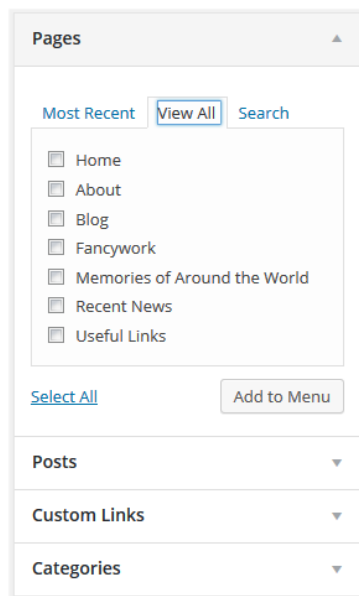 Pages
Most Recent View All Search
Home
About
Blog
Fancywork
Memories of Around the World
Recent News
Useful Links
Select All Add to Menu
Posts
Custom Links
Categories